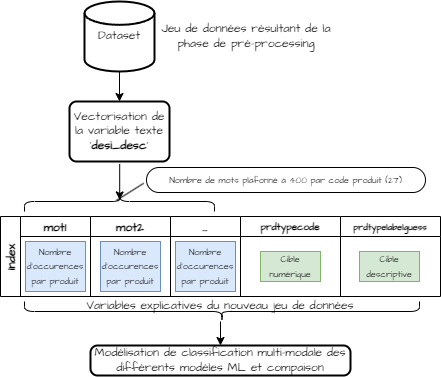 Dataset
Jeu de données résultant de la
phase de pré-processing
Vectorisation de
la variable texte
'desi_desc'
Nombre de mots plafonné à 400 par code produit (27)
index
mot1
mot2
...
prdtypecode
prdtypelabelguess
Nombre
d'occurences
par produit
Nombre
d'occurences
par produit
Nombre
d'occurences
par produit
Cible
numérique
Cible
descriptive
Variables explicatives du nouveau jeu de données
Modélisation de classification multi-modale des
différents modèles ML et compaison